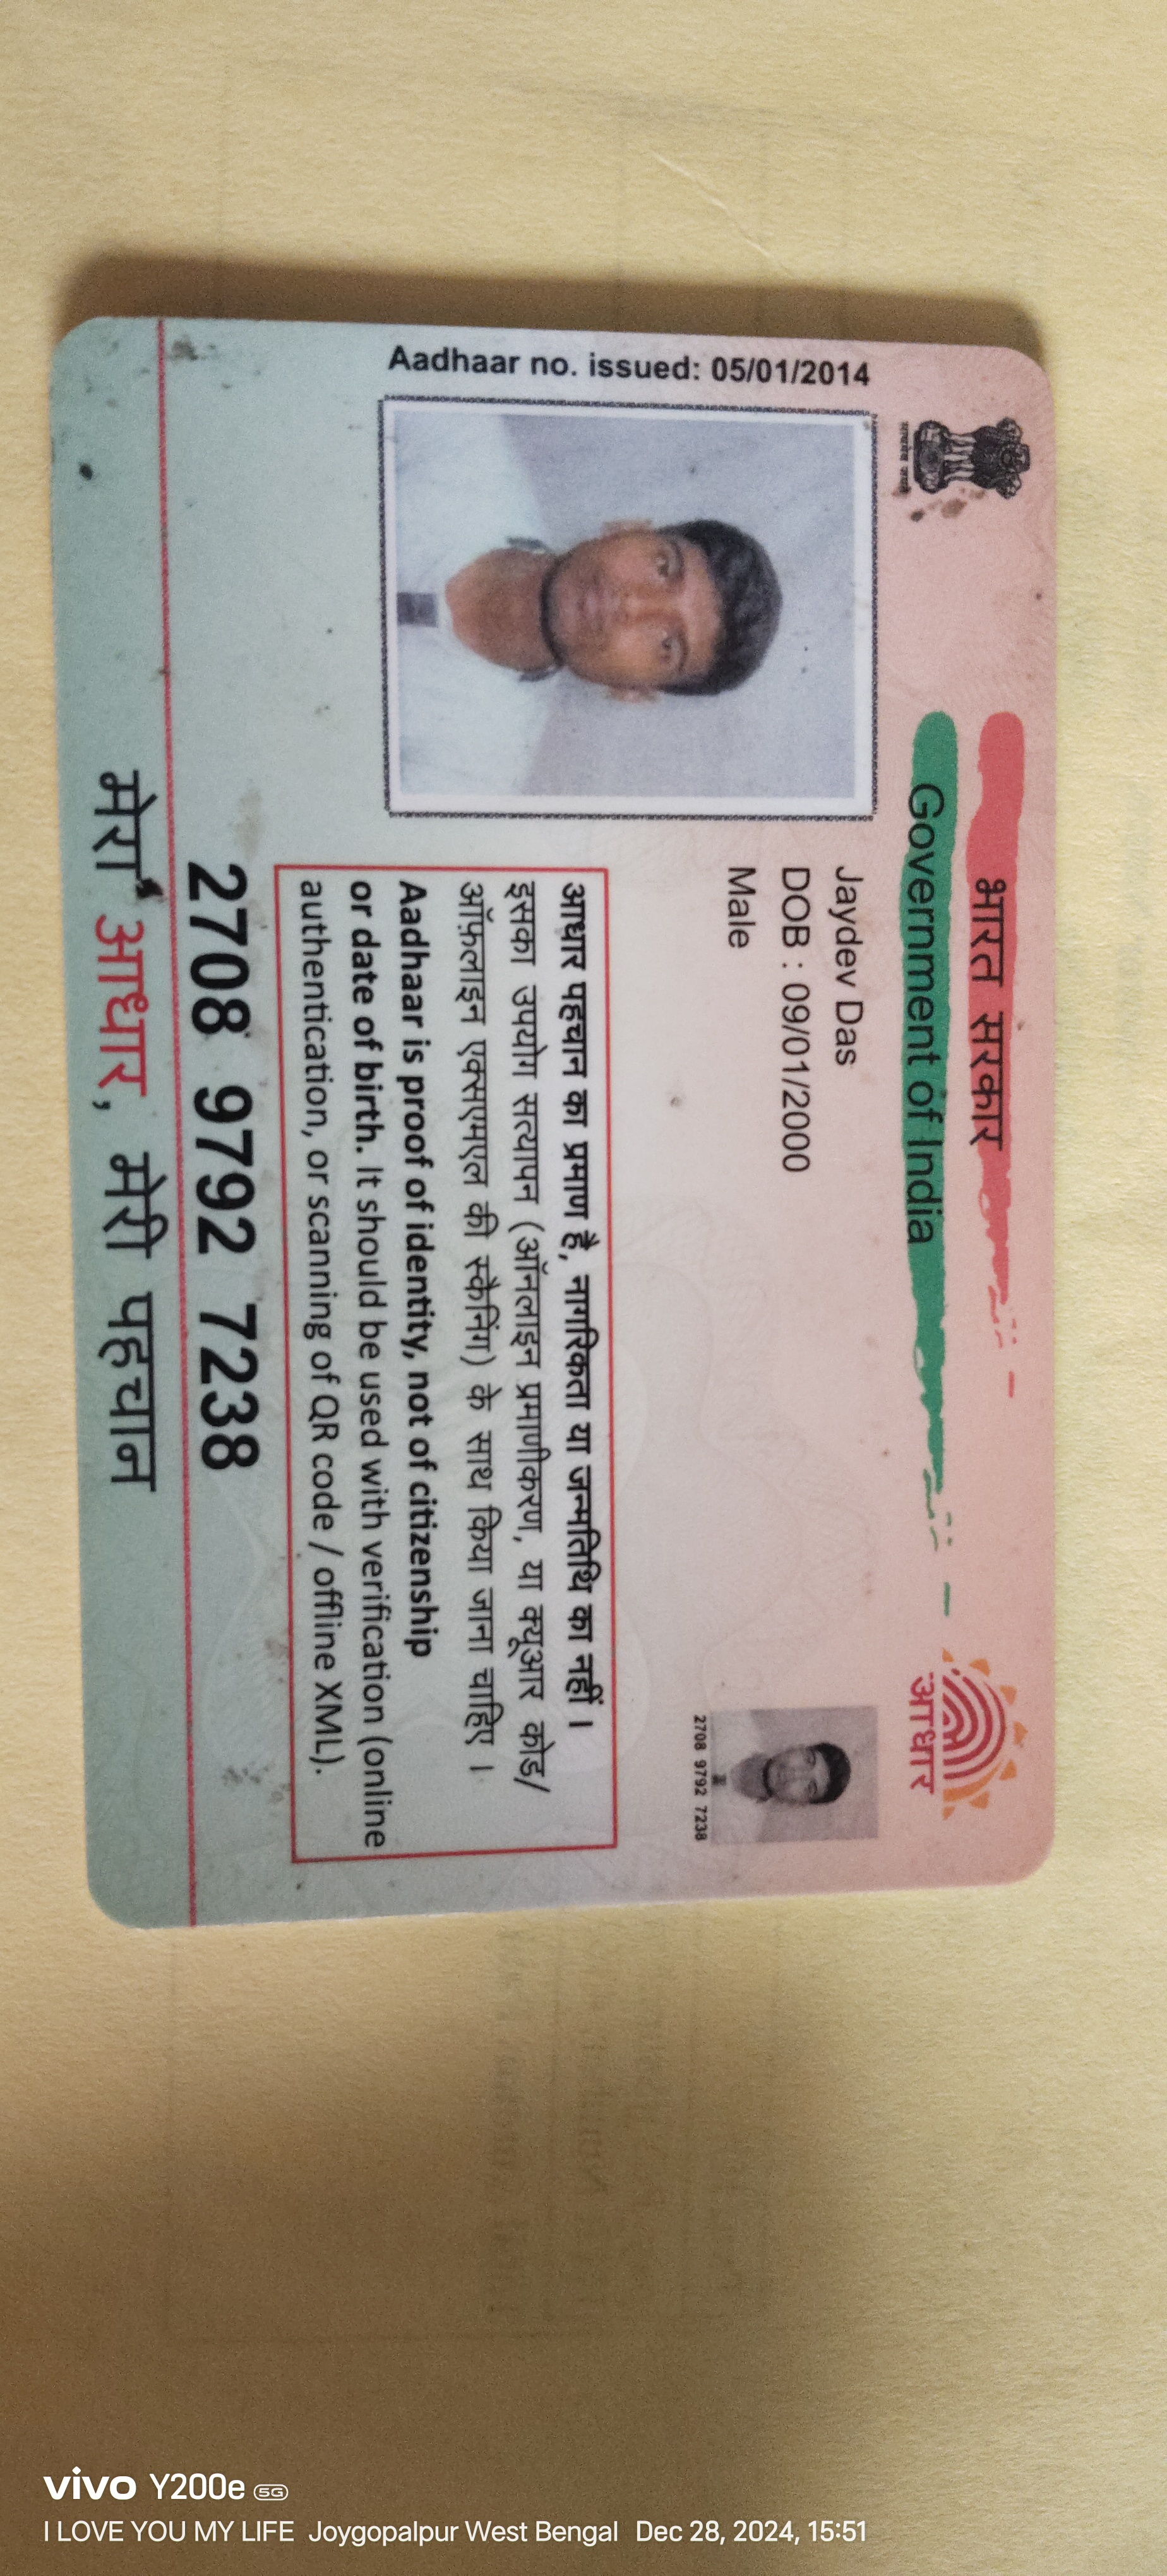 भारत सरकार
Government of India
आधार
Aadhaar no. issued: 05/01/2014
Jaydev Das
DOB : 09/01/2000
Male
2708 9792 7238
आधार पहचान का प्रमाण है, नागरिकता या जन्मतिथि का नहीं ।
इसका उपयोग सत्यापन (ऑनलाइन प्रमाणीकरण, या क्यूआर कोड/
ऑफ़लाइन एक्सएमएल की स्कैनिंग) के साथ किया जाना चाहिए ।
Aadhaar is proof of identity, not of citizenship
or date of birth. It should be used with verification (online
authentication, or scanning of QR code / offline XML).
2708 9792 7238
मेरा आधार, मेरी पहचान
vivo Y200e 5G
I LOVE YOU MY LIFE Joygopalpur West Bengal Dec 28, 2024, 15:51